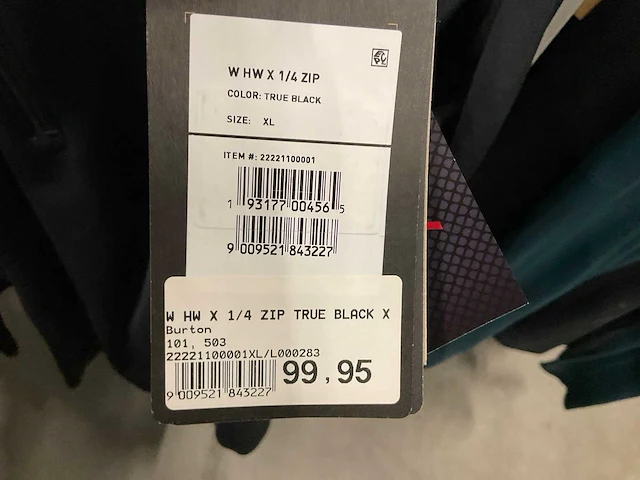 W HW X 1/4 ZIP
COLOR: TRUE BLACK
SIZE: XL
ITEM #: 22221100001
1 93177 00456 5
9 009521 843227
W HW X 1/4 ZIP TRUE BLACK X
Burton
101, 503
22221100001XL/L000283
99,95
9 009521 843227